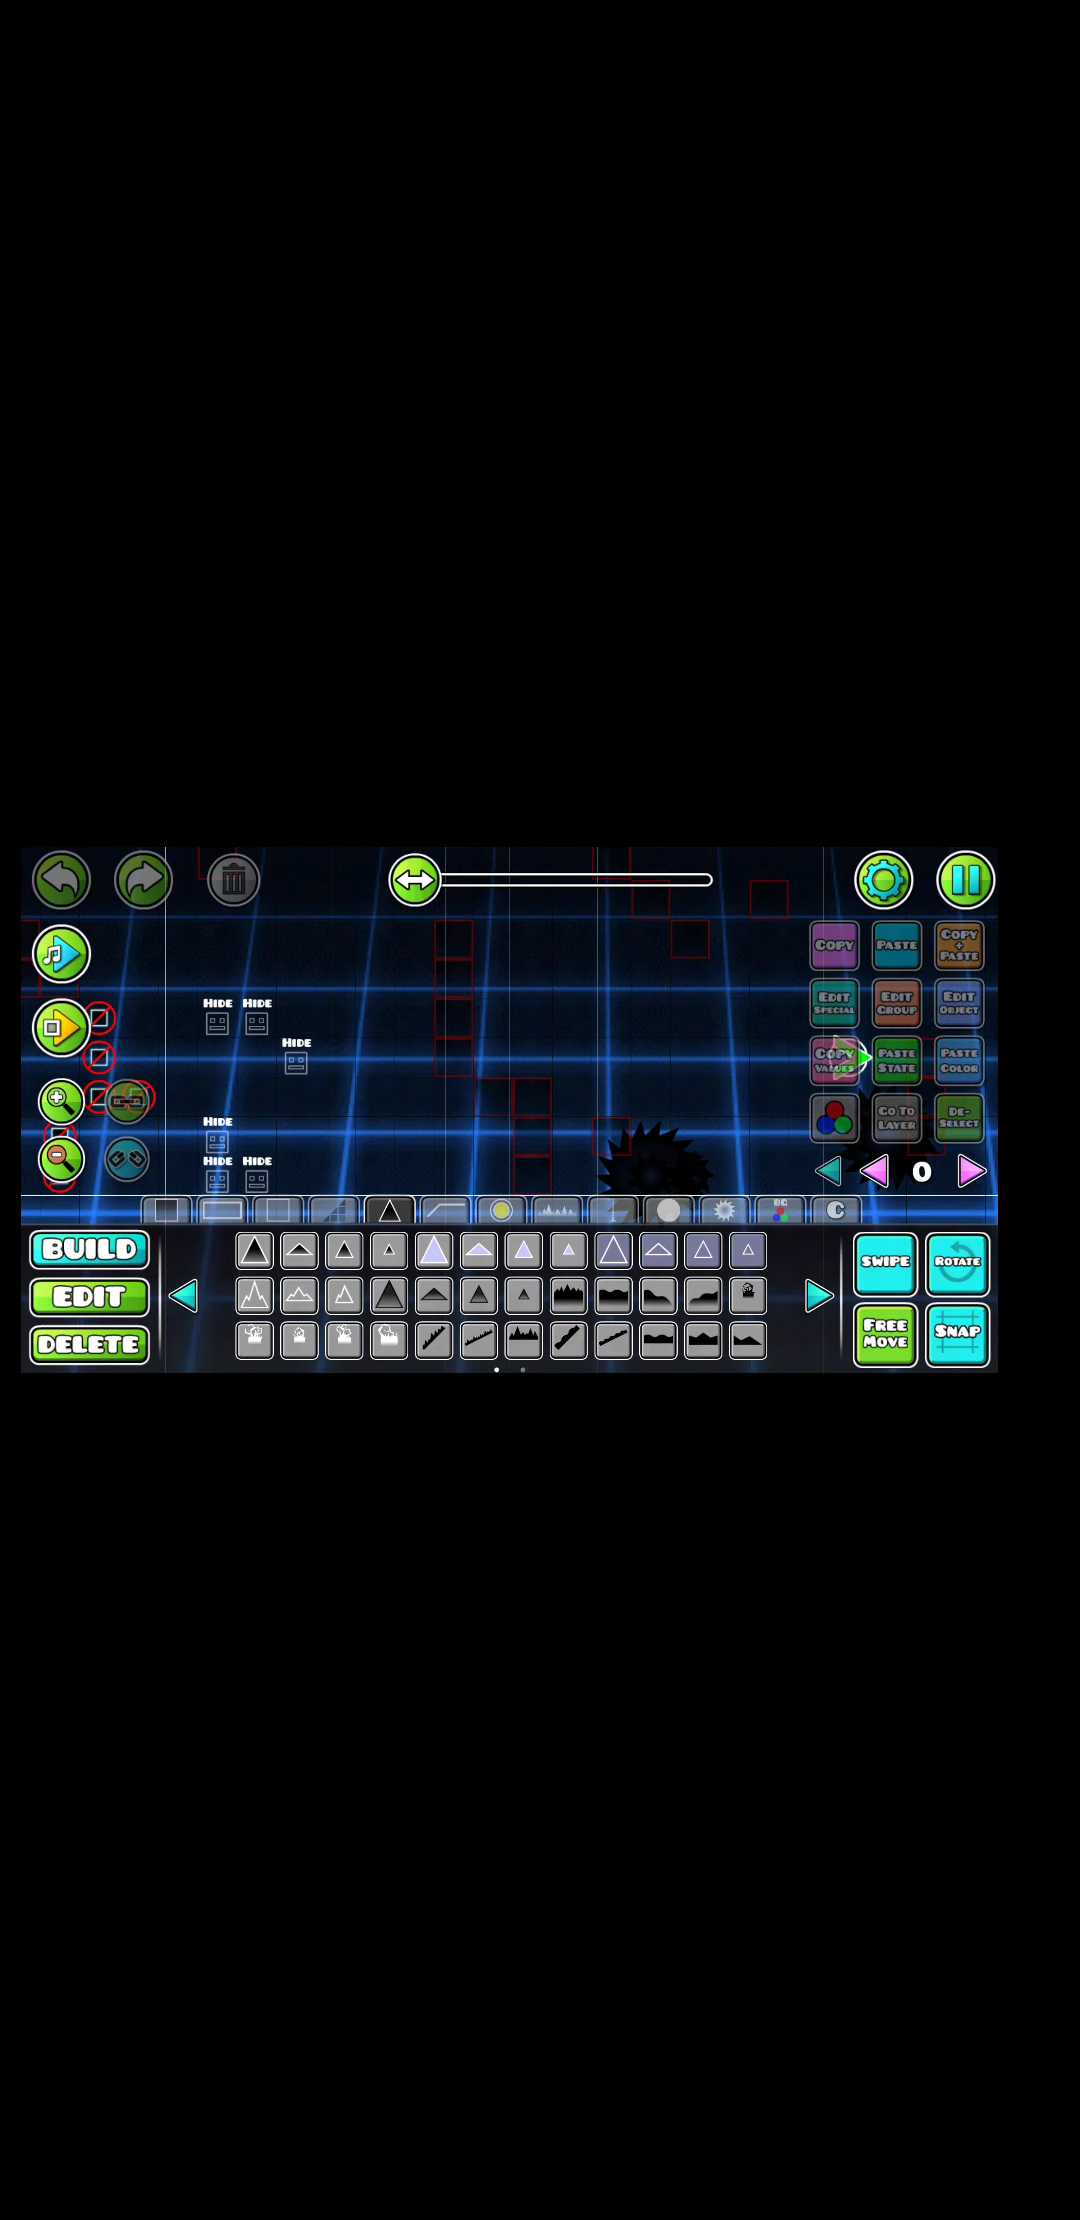 COPY
PASTE
COPY
+
PASTE
EDIT
SPECIAL
EDIT
GROUP
EDIT
OBJECT
HIDE HIDE
HIDE
COPY
VALUES
PASTE
STATE
PASTE
COLOR
GO TO
LAYER
DE-
SELECT
HIDE
HIDE HIDE
0
BG
C
BUILD
EDIT
DELETE
SWIPE
ROTATE
FREE
MOVE
SNAP